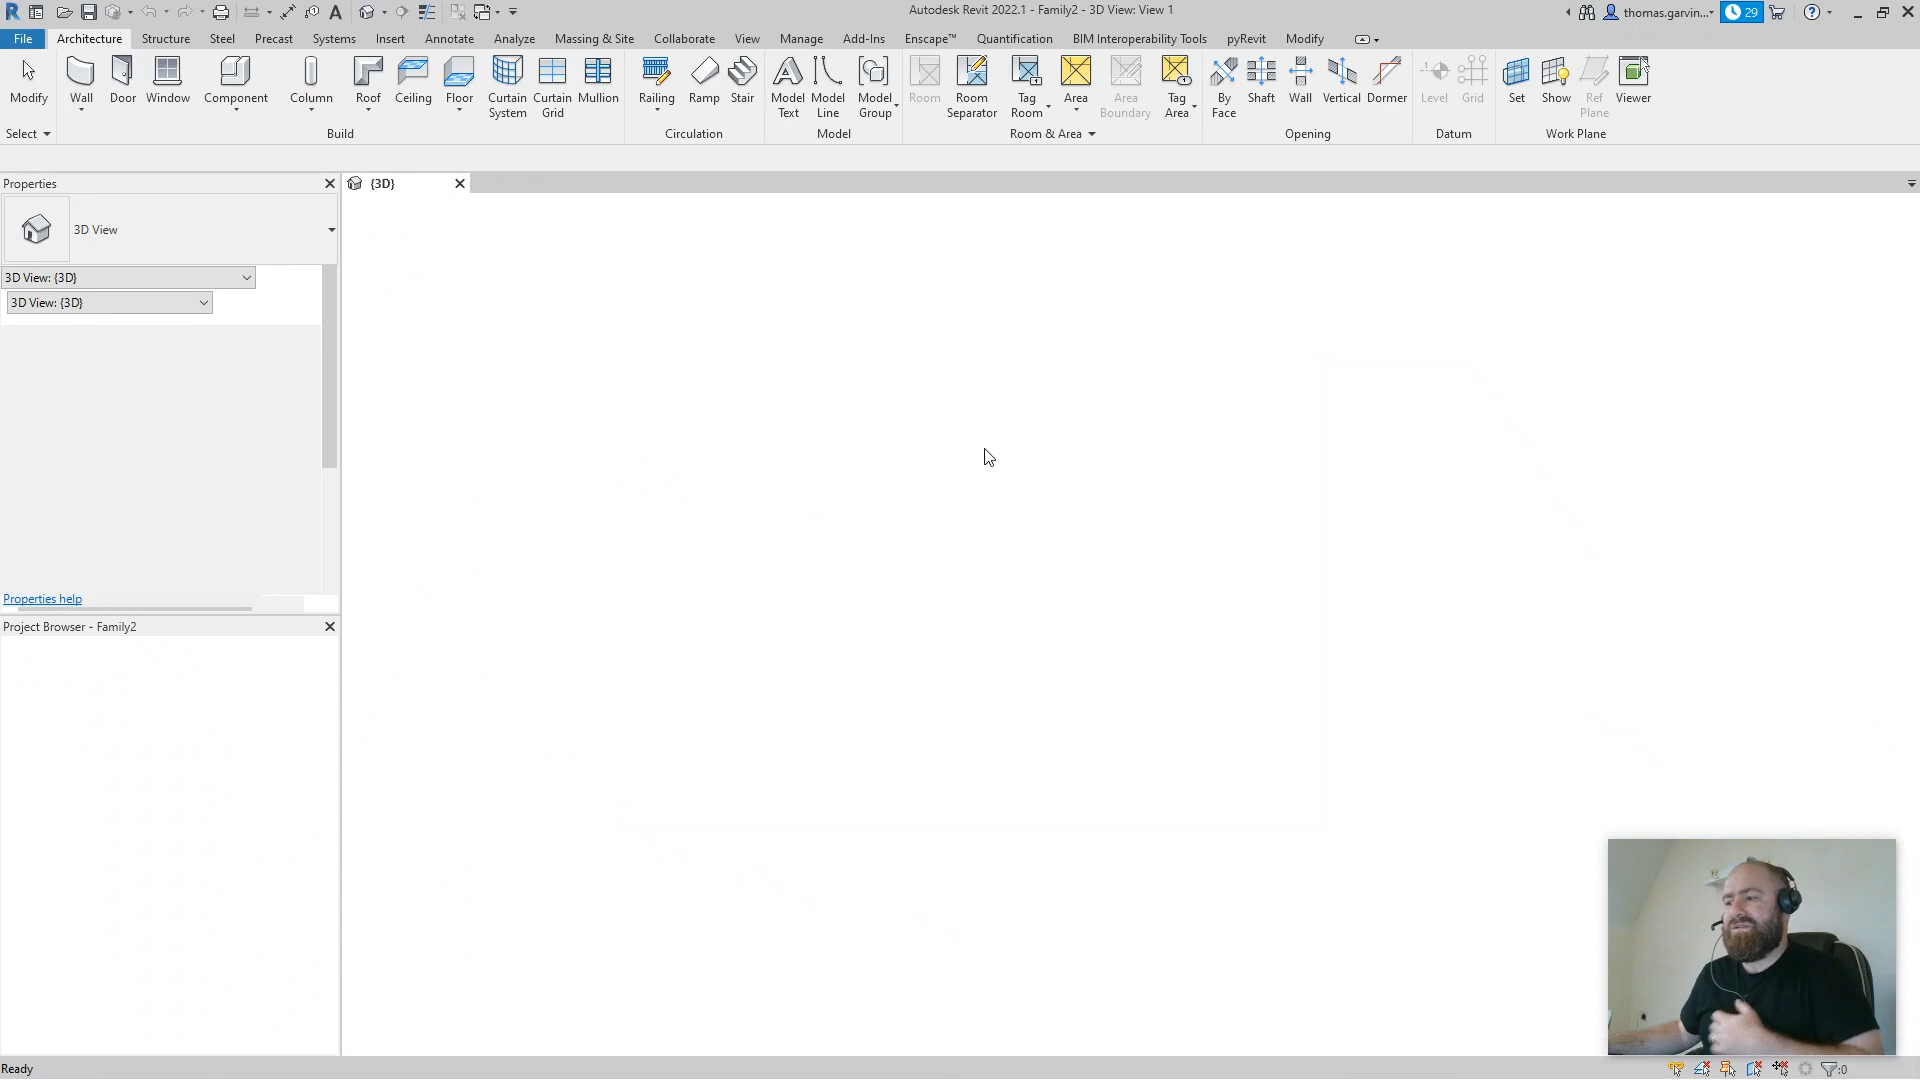 Autodesk Revit 2022.1 - Family2 - 3D View: View 1
thomas.garvin...
29
File Architecture Structure Steel Precast Systems Insert Annotate Analyze Massing & Site Collaborate View Manage Add-Ins Enscape™ Quantification BIM Interoperability Tools pyRevit Modify
Modify Wall Door Window Component Column Roof Ceiling Floor Curtain System Curtain Grid Mullion Railing Ramp Stair Model Text Model Line Model Group Room Room Separator Tag Room Area Area Boundary Tag Area By Face Shaft Wall Vertical Dormer Level Grid Set Show Ref Plane Viewer
Select Build Circulation Model Room & Area Opening Datum Work Plane
Properties
{3D}
3D View
3D View: {3D}
3D View: {3D}
Properties help
Project Browser - Family2
Ready
:0